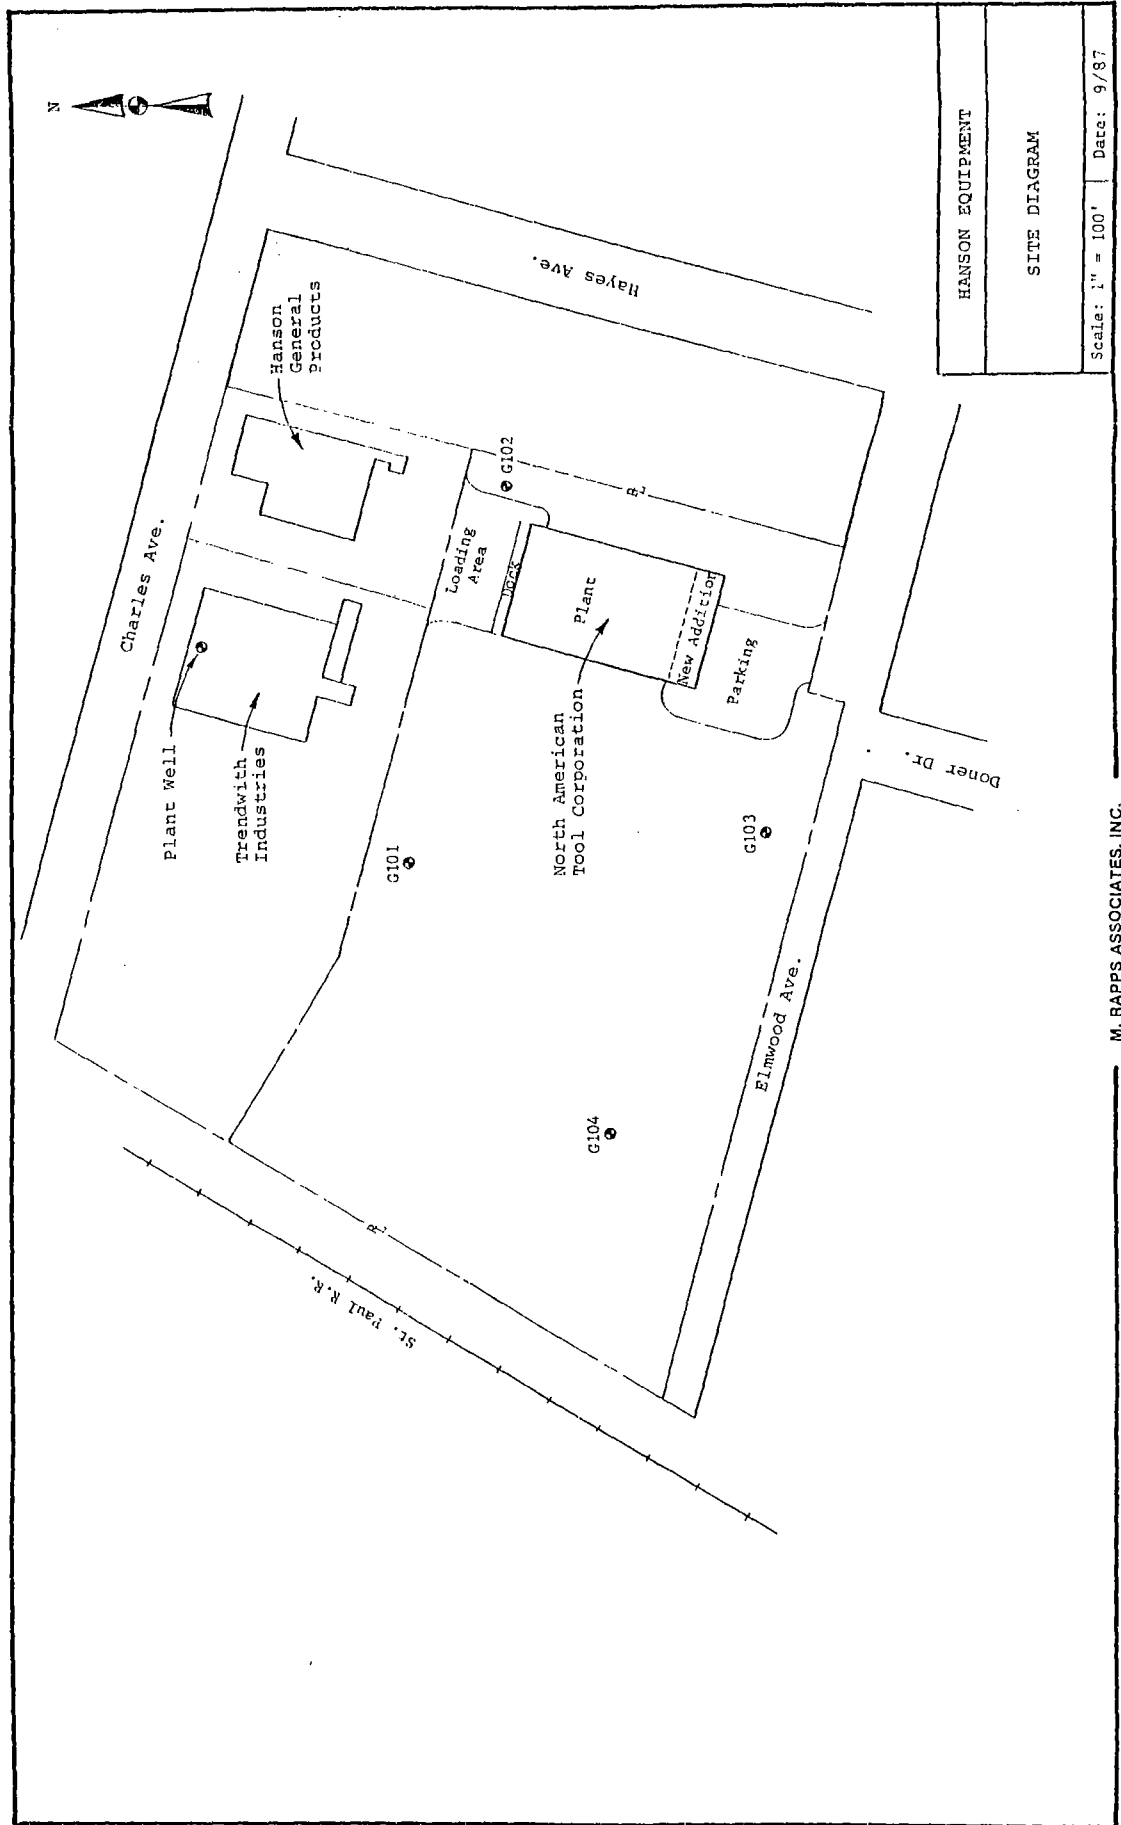 N
Charles Ave.
Plant Well
Trendwith
Industries
Hanson
General
Products
Hayes Ave.
G101
G102
Loading
Area
Dock
Plant
New Addition
Parking
North American
Tool Corporation
G103
G104
Elmwood Ave.
Doner Dr.
St. Paul R.R.
HANSON EQUIPMENT
SITE DIAGRAM
Scale: 1" = 100' | Date: 9/87
M. RAPPS ASSOCIATES, INC.